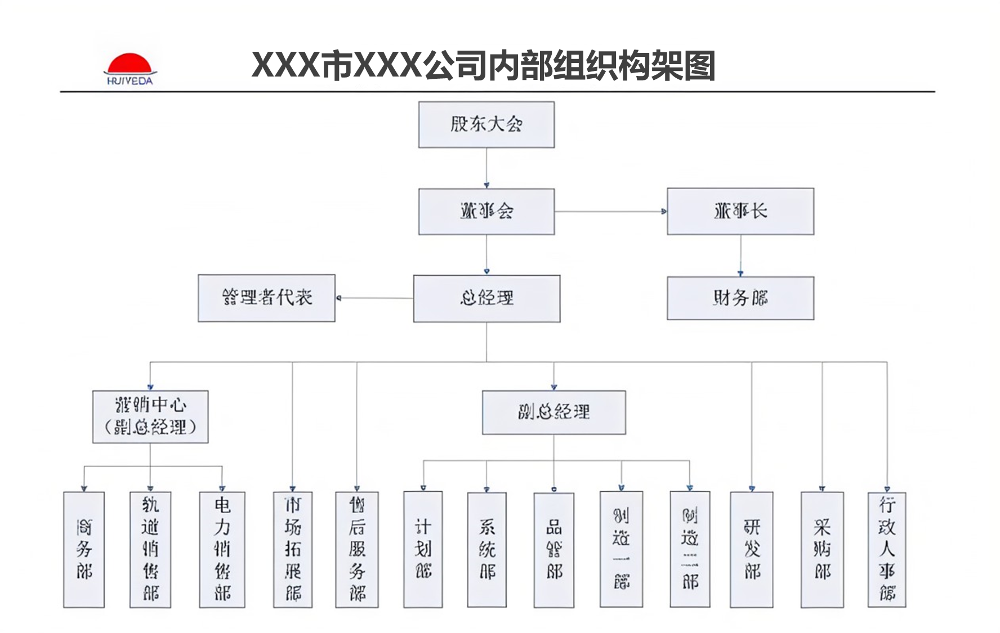 HUIVEDA
XXX市XXX公司内部组织构架图
股东大会
董事会
董事长
管理者代表
总经理
财务部
营销中心
（副总经理）
副总经理
商务部
轨道销售部
电力销售部
市场拓展部
售后服务部
计划部
系统部
品管部
制造一部
制造二部
研发部
采购部
行政人事部